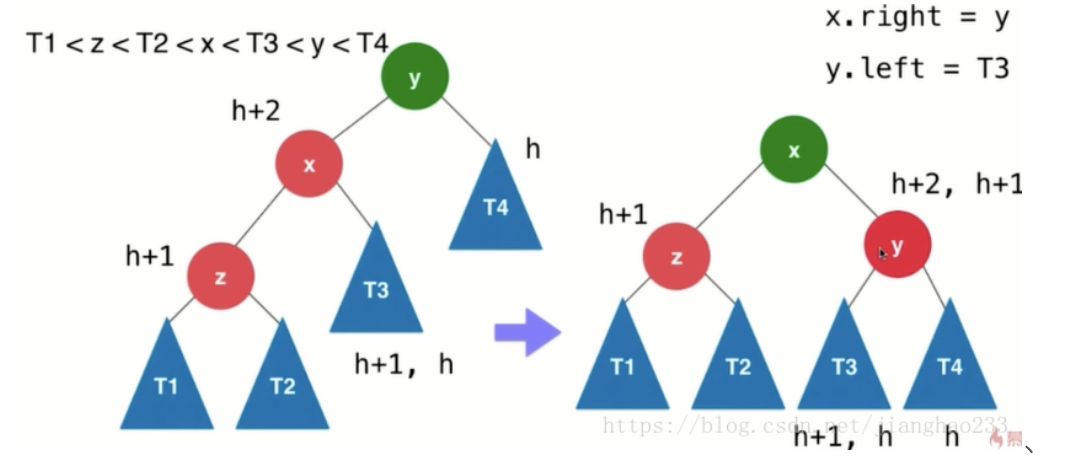 T1<z<T2<x<T3<y<T4
x.right = y
y.left = T3
y
h+2
x
h
T4
h+1
z
T3
h+1, h
T1
T2
x
h+2, h+1
h+1
z
y
T1
T2
T3
T4
https://blog.csdn.net/jianghao233
h+1, h
h
、